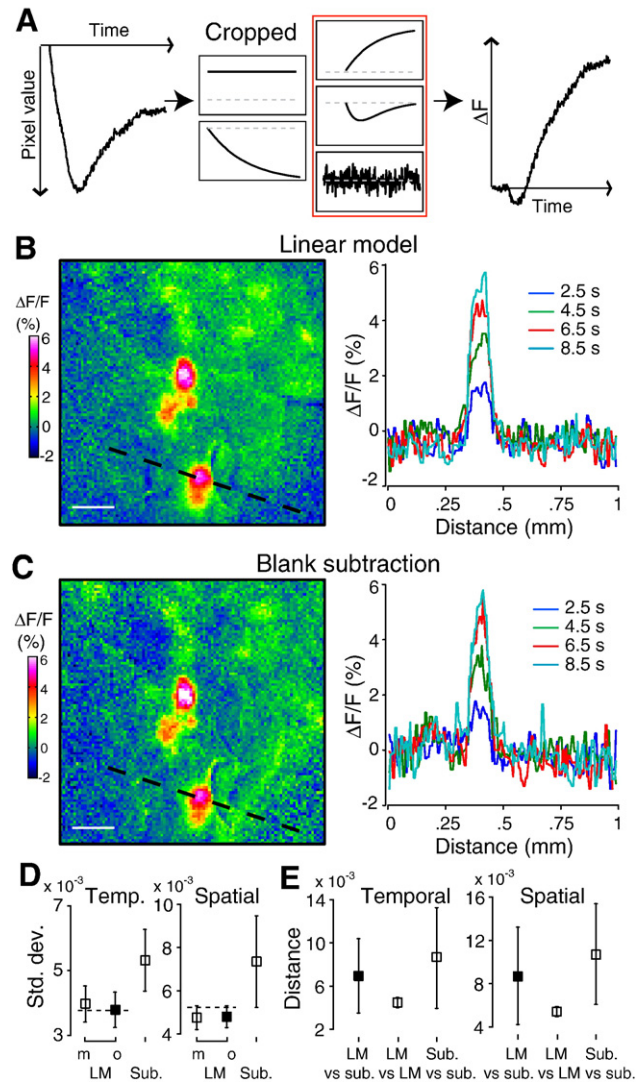 A
Time
Pixel value
Cropped
ΔF
Time
B
Linear model
ΔF/F
(%)
6
5
4
3
2
1
0
-2
6
4
2
0
-2
ΔF/F (%)
2.5 s
4.5 s
6.5 s
8.5 s
0
.25
.5
.75
1
Distance (mm)
C
Blank subtraction
ΔF/F
(%)
6
5
4
3
2
1
0
-2
6
4
2
0
-2
ΔF/F (%)
2.5 s
4.5 s
6.5 s
8.5 s
0
.25
.5
.75
1
Distance (mm)
D
x 10⁻³
Temp.
7
5
3
Std. dev.
m
o
LM
Sub.
x 10⁻³
Spatial
10
8
6
4
m
o
LM
Sub.
E
x 10⁻³
Temporal
14
10
6
2
Distance
LM LM Sub.
vs sub. vs LM vs sub.
x 10⁻³
Spatial
16
12
8
4
LM LM Sub.
vs sub. vs LM vs sub.